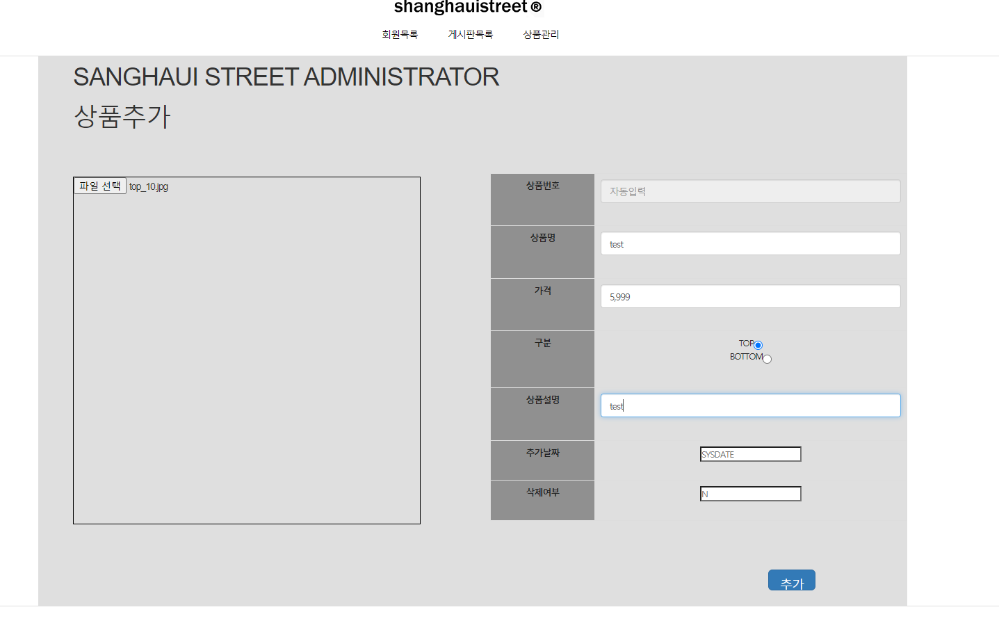 shanghauistreet ®
회원목록 게시판목록 상품관리
SANGHAUI STREET ADMINISTRATOR
상품추가
파일 선택 top_10.jpg
상품번호 자동입력
상품명 test
가격 5,999
구분 TOP
BOTTOM
상품설명 test
추가날짜 SYSDATE
삭제여부 N
추가